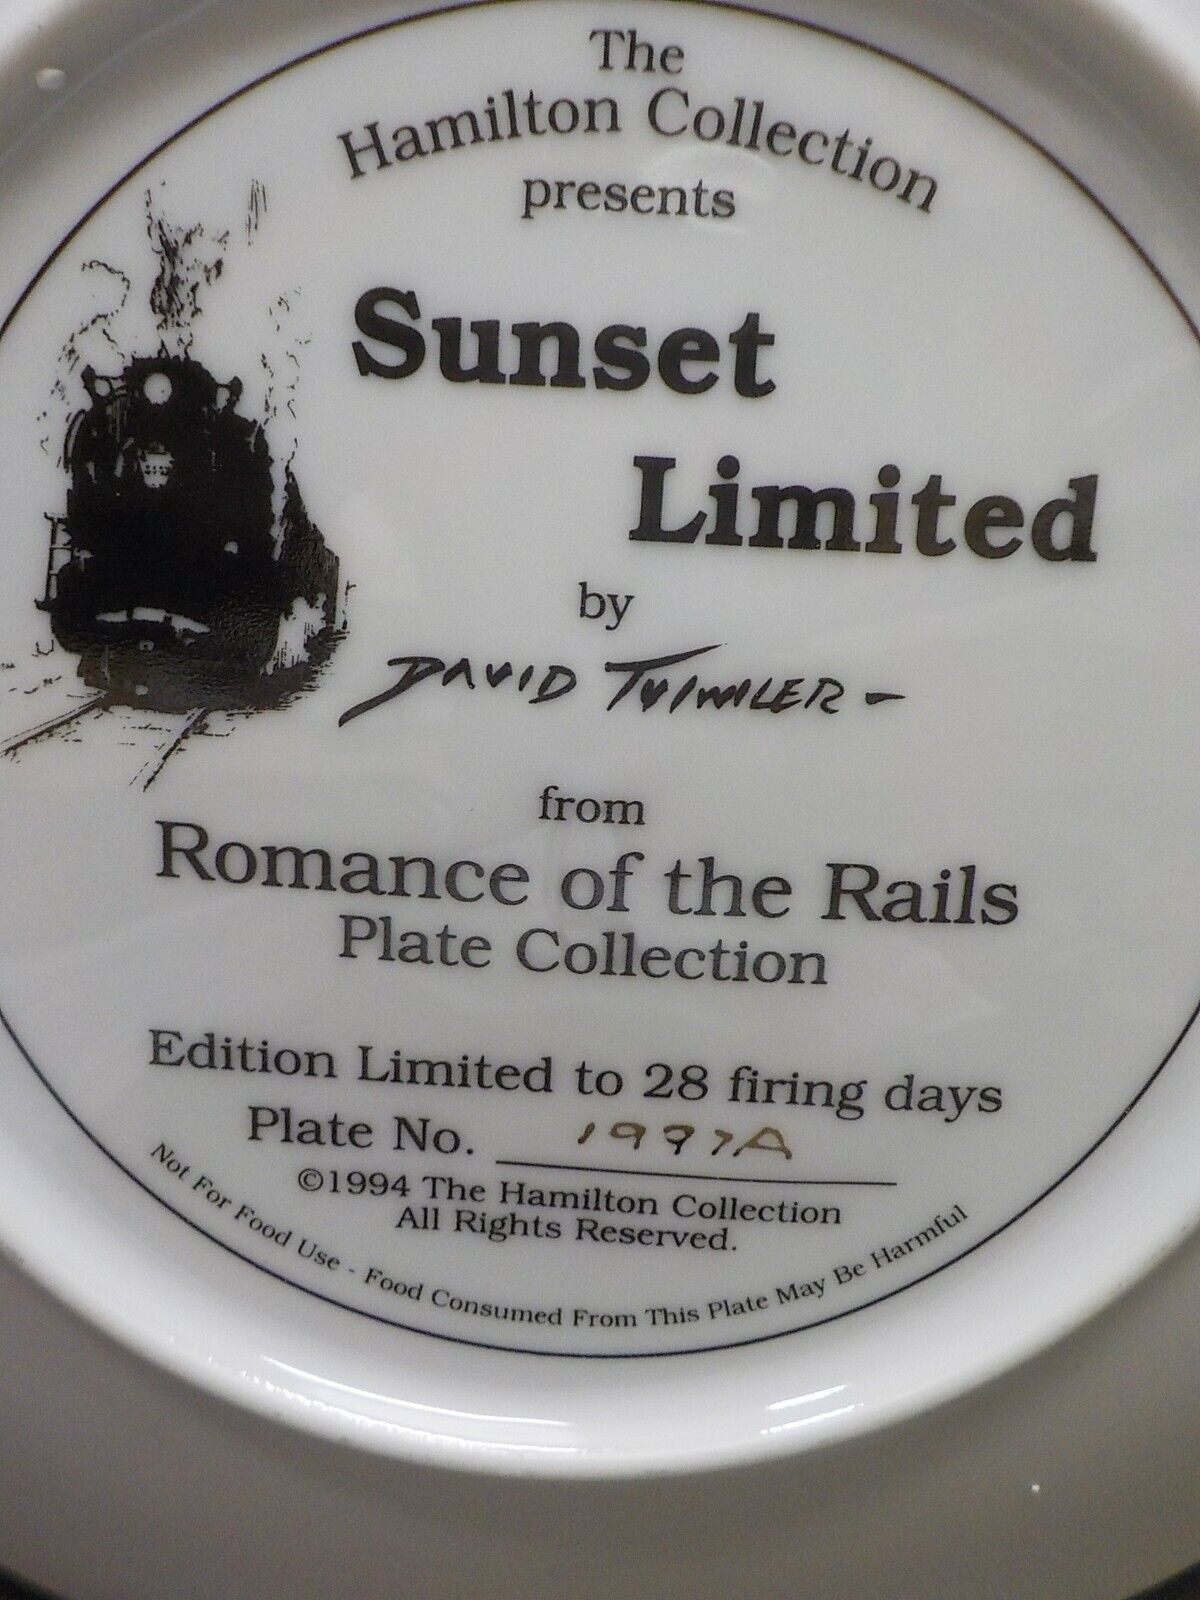 The
Hamilton Collection
presents
Sunset
Limited
by
DAVID TUTWILER
from
Romance of the Rails
Plate Collection
Edition Limited to 28 firing days
Plate No. 1997A
©1994 The Hamilton Collection
All Rights Reserved.
Not For Food Use - Food Consumed From This Plate May Be Harmful